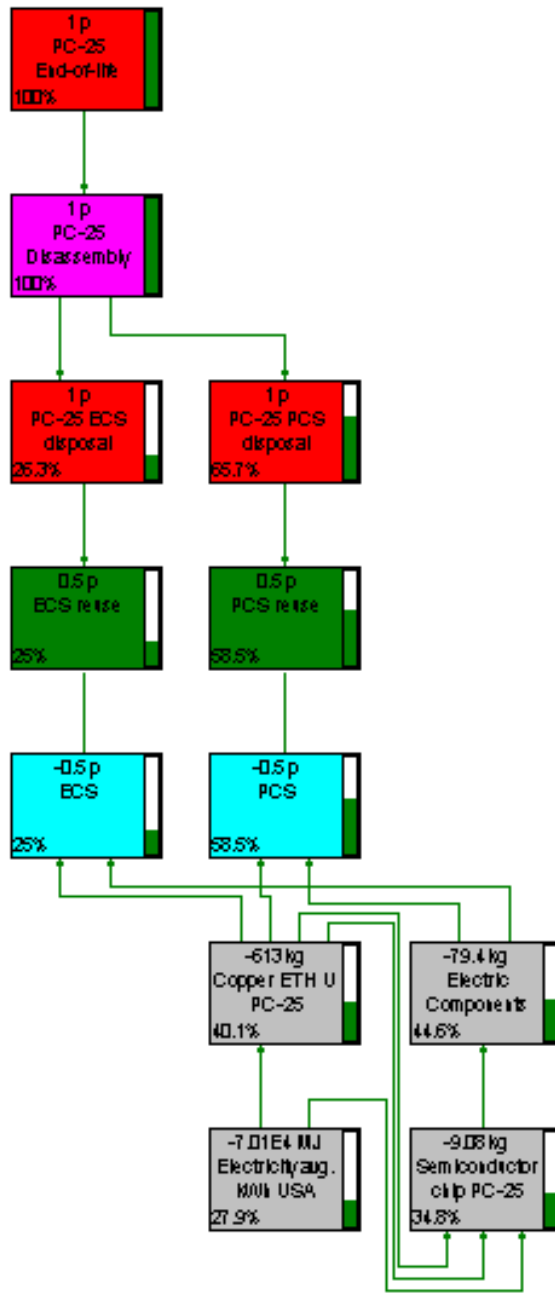 1 p
PC-25
End-of-life
100%
1 p
PC-25
Disassembly
100%
1 p
PC-25 ECS
disposal
26.3%
1 p
PC-25 PCS
disposal
65.7%
0.5 p
ECS reuse
25%
0.5 p
PCS reuse
58.5%
-0.5 p
ECS
25%
-0.5 p
PCS
58.5%
-613 kg
Copper ETH U
PC-25
40.1%
-79.4 kg
Electric
Components
44.6%
-7.01E4 MJ
Electricity aug.
kWh USA
27.9%
-9.08 kg
Semiconductor
chip PC-25
34.8%